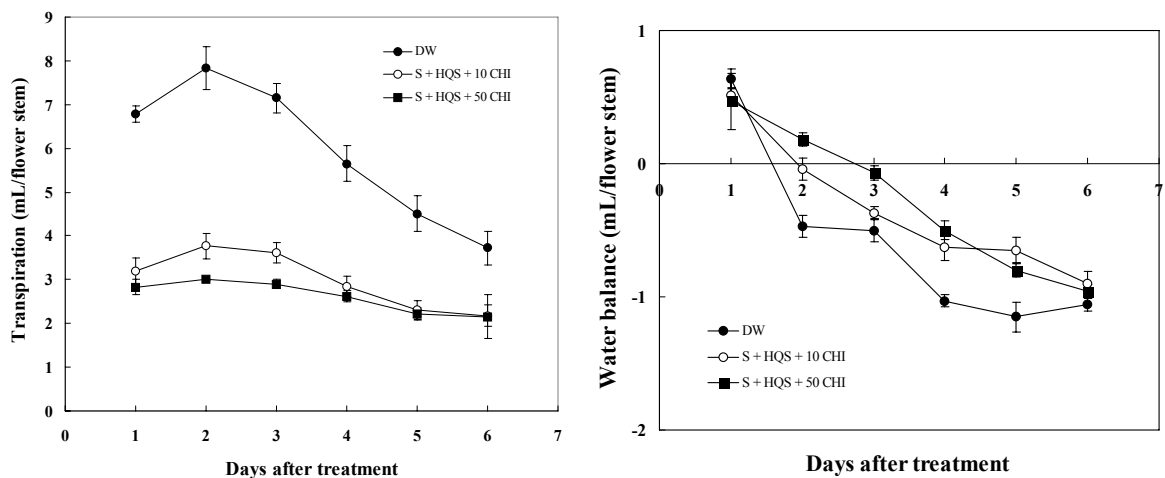 9
8
7
6
5
4
3
2
1
0
Transpiration (mL/flower stem)
DW
S + HQS + 10 CHI
S + HQS + 50 CHI
0 1 2 3 4 5 6 7
Days after treatment
1
0
-1
-2
Water balance (mL/flower stem)
0 1 2 3 4 5 6 7
DW
S + HQS + 10 CHI
S + HQS + 50 CHI
Days after treatment